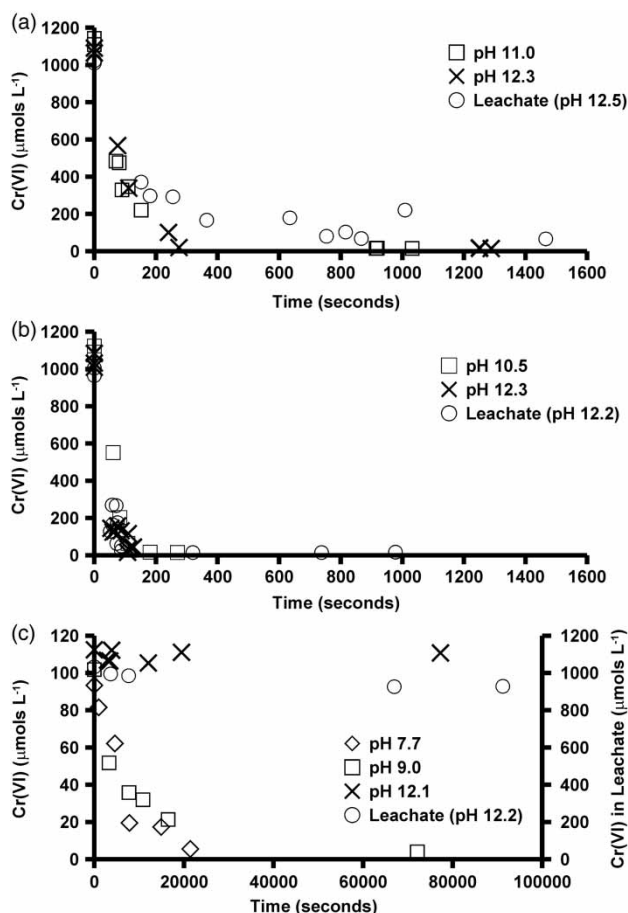 (a)
1200
1000
800
600
400
200
0
Cr(VI) (μmols L-1)
pH 11.0
pH 12.3
Leachate (pH 12.5)
0 200 400 600 800 1000 1200 1400 1600
Time (seconds)
(b)
1200
1000
800
600
400
200
0
Cr(VI) (μmols L-1)
pH 10.5
pH 12.3
Leachate (pH 12.2)
0 200 400 600 800 1000 1200 1400 1600
Time (seconds)
(c)
120
100
80
60
40
20
0
Cr(VI) (μmols L-1)
pH 7.7
pH 9.0
pH 12.1
Leachate (pH 12.2)
1200
1000
800
600
400
200
0
Cr(VI) in Leachate (μmols L-1)
0 20000 40000 60000 80000 100000
Time (seconds)